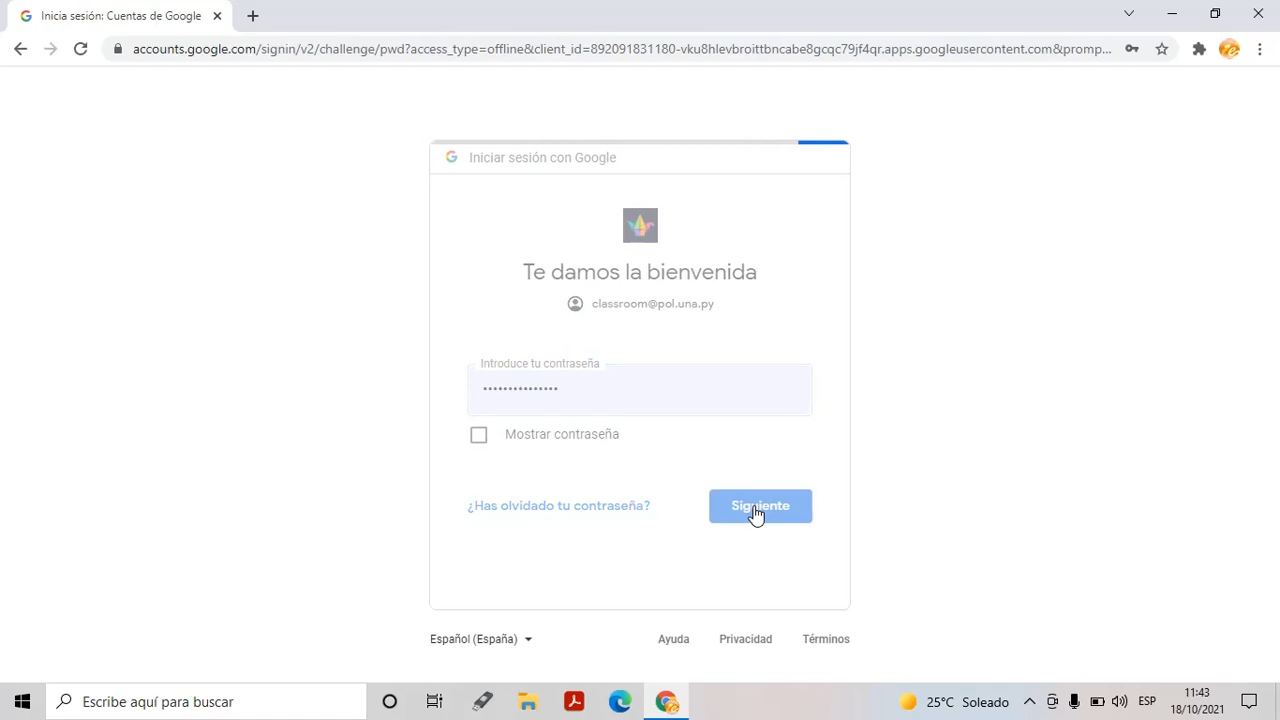 Inicia sesión: Cuentas de Google
accounts.google.com/signin/v2/challenge/pwd?access_type=offline&client_id=892091831180-vku8hlevbrottbncabe8gcqc79jf4qr.apps.googleusercontent.com&promp...
Iniciar sesión con Google
Te damos la bienvenida
classroom@pol.una.py
Introduce tu contraseña
•••••••••••••••
Mostrar contraseña
¿Has olvidado tu contraseña?
Siguiente
Español (España)
Ayuda
Privacidad
Términos
Escribe aquí para buscar
25°C Soleado
ESP
11:43
18/10/2021